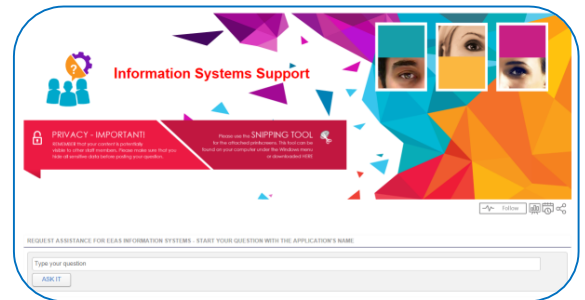 Information Systems Support
PRIVACY - IMPORTANT!
REMEMBER that your content is potentially
visible to other staff members. Please make sure that you
hide all sensitive data before posting your question.
Please use the SNIPPING TOOL
for the attached printscreens. This tool can be
found on your computer under the Windows menu
or downloaded HERE
Follow
REQUEST ASSISTANCE FOR EEAS INFORMATION SYSTEMS - START YOUR QUESTION WITH THE APPLICATION'S NAME
Type your question
ASK IT